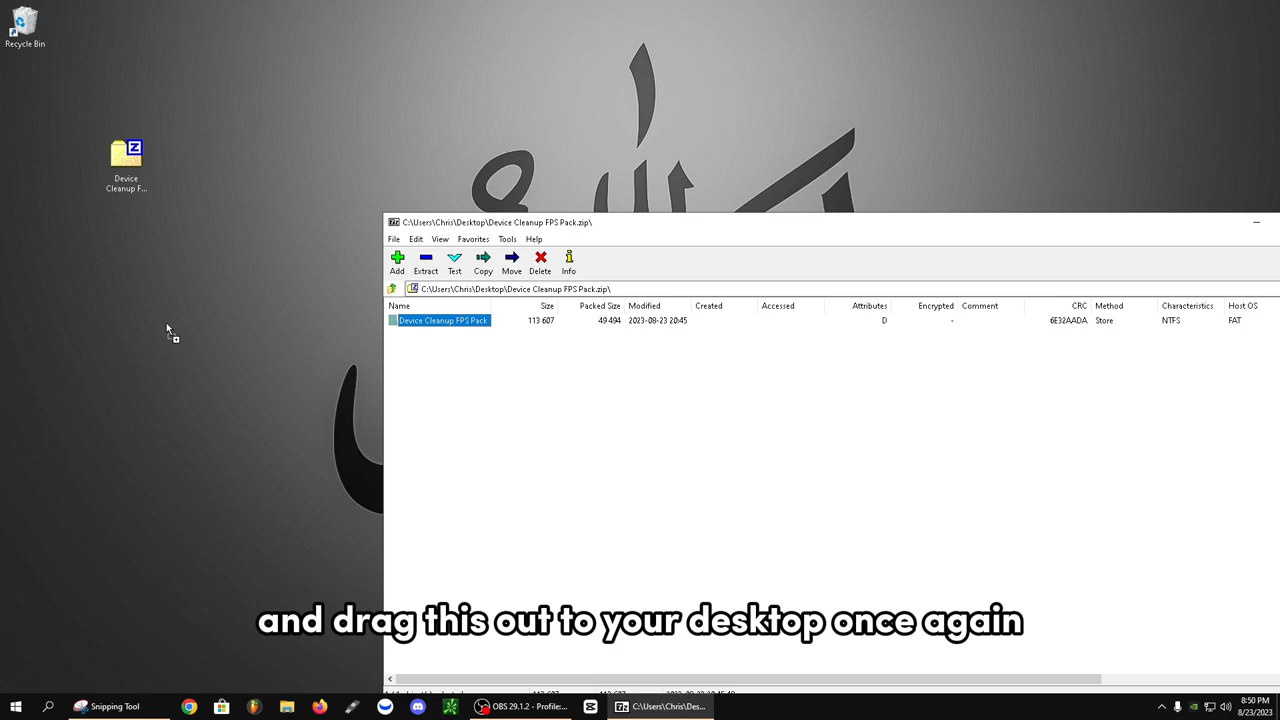 Recycle Bin
Device
Cleanup F...
C:\Users\Chris\Desktop\Device Cleanup FPS Pack.zip\
File Edit View Favorites Tools Help
Add Extract Test Copy Move Delete Info
C:\Users\Chris\Desktop\Device Cleanup FPS Pack.zip\
Name Size Packed Size Modified Created Accessed Attributes Encrypted Comment CRC Method Characteristics Host OS
Device Cleanup FPS Pack 113 607 49 494 2023-08-23 20:45 D - 6E32AADA Store NTFS FAT
and drag this out to your desktop once again
Snipping Tool
OBS 29.1.2 - Profile:...
C:\Users\Chris\Des...
8:50 PM
8/23/2023